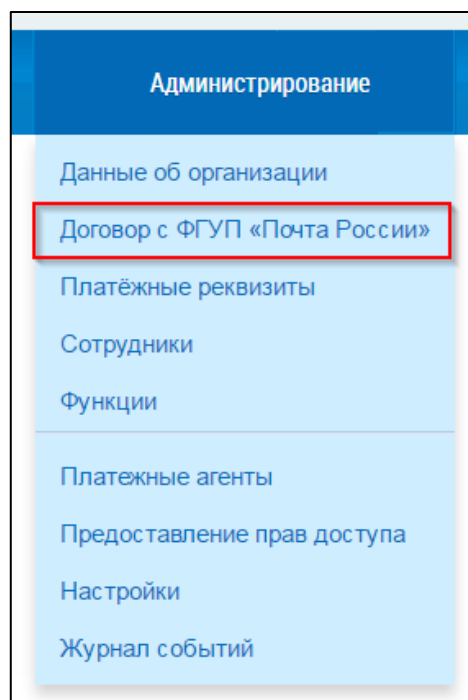 Администрирование
Данные об организации
Договор с ФГУП «Почта России»
Платёжные реквизиты
Сотрудники
Функции
Платежные агенты
Предоставление прав доступа
Настройки
Журнал событий